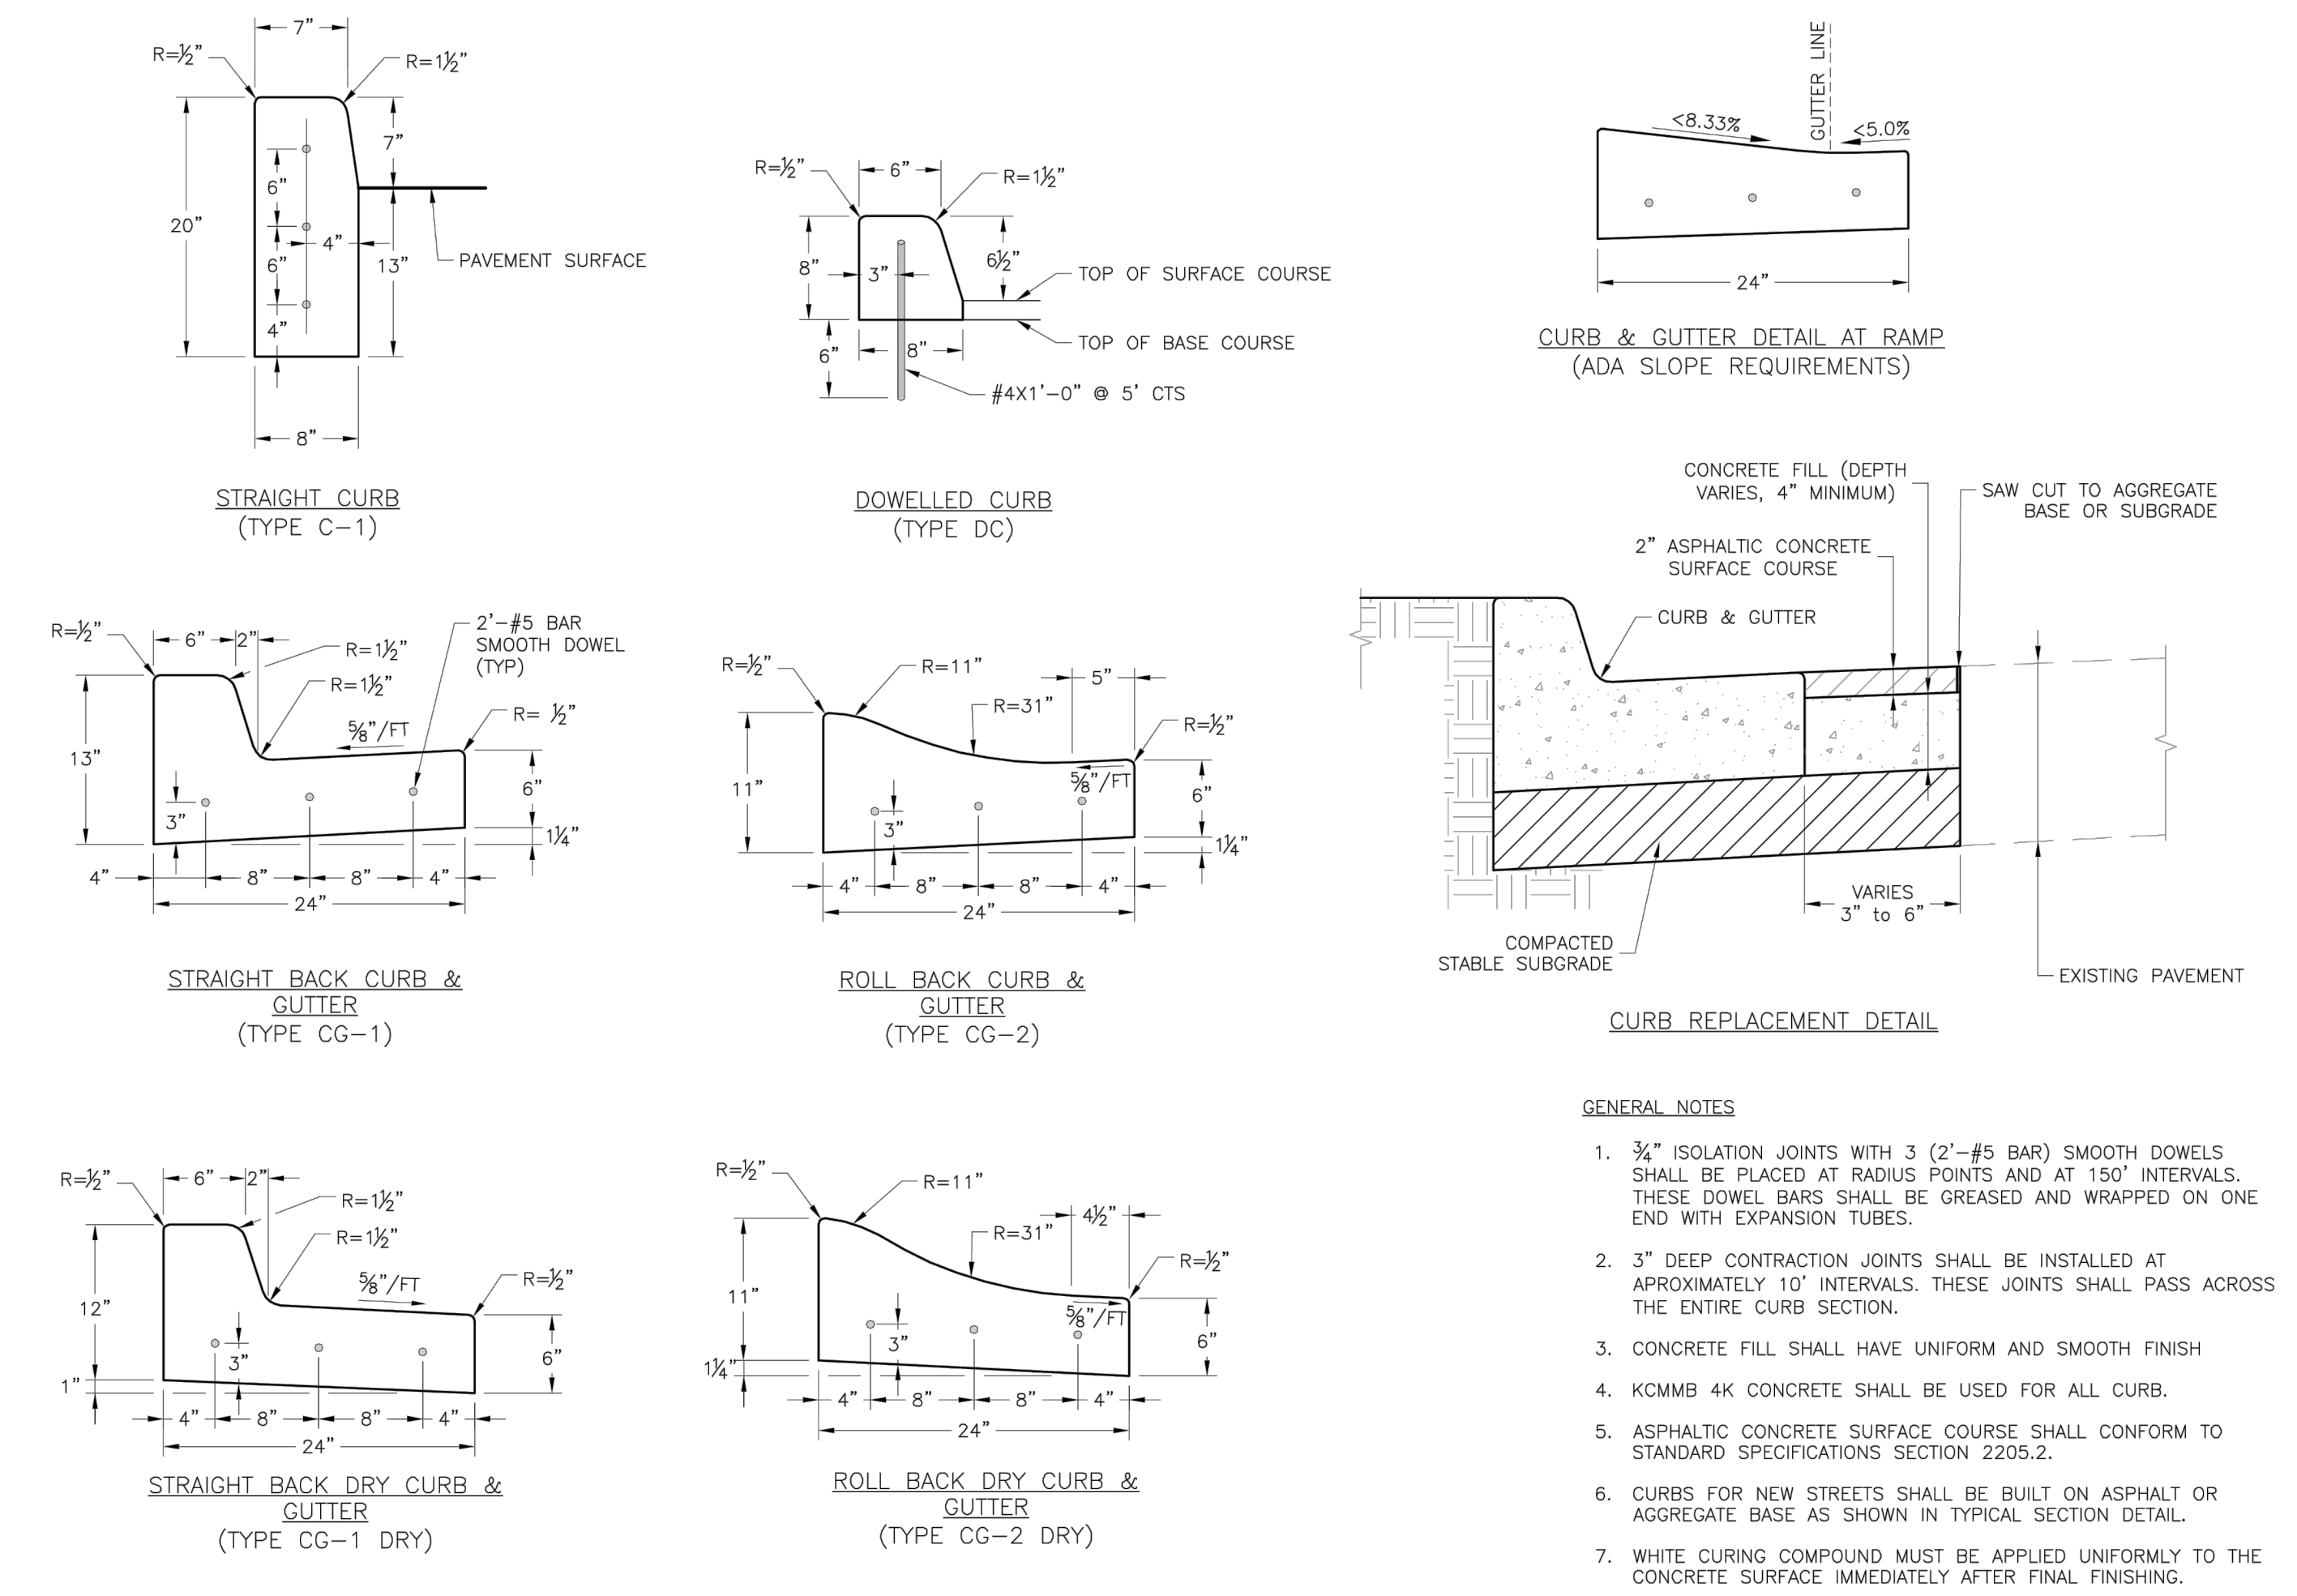 7"
R=½"
R=1½"
7"
6"
20"
4"
6"
13"
PAVEMENT SURFACE
4"
8"
STRAIGHT CURB
(TYPE C-1)
R=½"
6"
R=1½"
8"
3"
6½"
TOP OF SURFACE COURSE
6"
8"
TOP OF BASE COURSE
#4X1'-0" @ 5' CTS
DOWELLED CURB
(TYPE DC)
GUTTER LINE
<8.33%
<5.0%
24"
CURB & GUTTER DETAIL AT RAMP
(ADA SLOPE REQUIREMENTS)
R=½"
6"
2"
R=1½"
R=1½"
2'-#5 BAR
SMOOTH DOWEL
(TYP)
R= ½"
⅝"/FT
13"
6"
3"
1¼"
4"
8"
8"
4"
24"
STRAIGHT BACK CURB &
GUTTER
(TYPE CG-1)
R=½"
R=11"
5"
R=31"
R=½"
⅝"/FT
11"
6"
3"
1¼"
4"
8"
8"
4"
24"
ROLL BACK CURB &
GUTTER
(TYPE CG-2)
CONCRETE FILL (DEPTH
VARIES, 4" MINIMUM)
SAW CUT TO AGGREGATE
BASE OR SUBGRADE
2" ASPHALTIC CONCRETE
SURFACE COURSE
CURB & GUTTER
VARIES
3" to 6"
COMPACTED
STABLE SUBGRADE
EXISTING PAVEMENT
CURB REPLACEMENT DETAIL
R=½"
6"
2"
R=1½"
R=1½"
⅝"/FT
R=½"
12"
3"
6"
1"
4"
8"
8"
4"
24"
STRAIGHT BACK DRY CURB &
GUTTER
(TYPE CG-1 DRY)
R=½"
R=11"
4½"
R=31"
R=½"
11"
⅝"/FT
3"
6"
1¼"
4"
8"
8"
4"
24"
ROLL BACK DRY CURB &
GUTTER
(TYPE CG-2 DRY)
GENERAL NOTES
1. ¾" ISOLATION JOINTS WITH 3 (2'-#5 BAR) SMOOTH DOWELS
SHALL BE PLACED AT RADIUS POINTS AND AT 150' INTERVALS.
THESE DOWEL BARS SHALL BE GREASED AND WRAPPED ON ONE
END WITH EXPANSION TUBES.
2. 3" DEEP CONTRACTION JOINTS SHALL BE INSTALLED AT
APROXIMATELY 10' INTERVALS. THESE JOINTS SHALL PASS ACROSS
THE ENTIRE CURB SECTION.
3. CONCRETE FILL SHALL HAVE UNIFORM AND SMOOTH FINISH
4. KCMMB 4K CONCRETE SHALL BE USED FOR ALL CURB.
5. ASPHALTIC CONCRETE SURFACE COURSE SHALL CONFORM TO
STANDARD SPECIFICATIONS SECTION 2205.2.
6. CURBS FOR NEW STREETS SHALL BE BUILT ON ASPHALT OR
AGGREGATE BASE AS SHOWN IN TYPICAL SECTION DETAIL.
7. WHITE CURING COMPOUND MUST BE APPLIED UNIFORMLY TO THE
CONCRETE SURFACE IMMEDIATELY AFTER FINAL FINISHING.